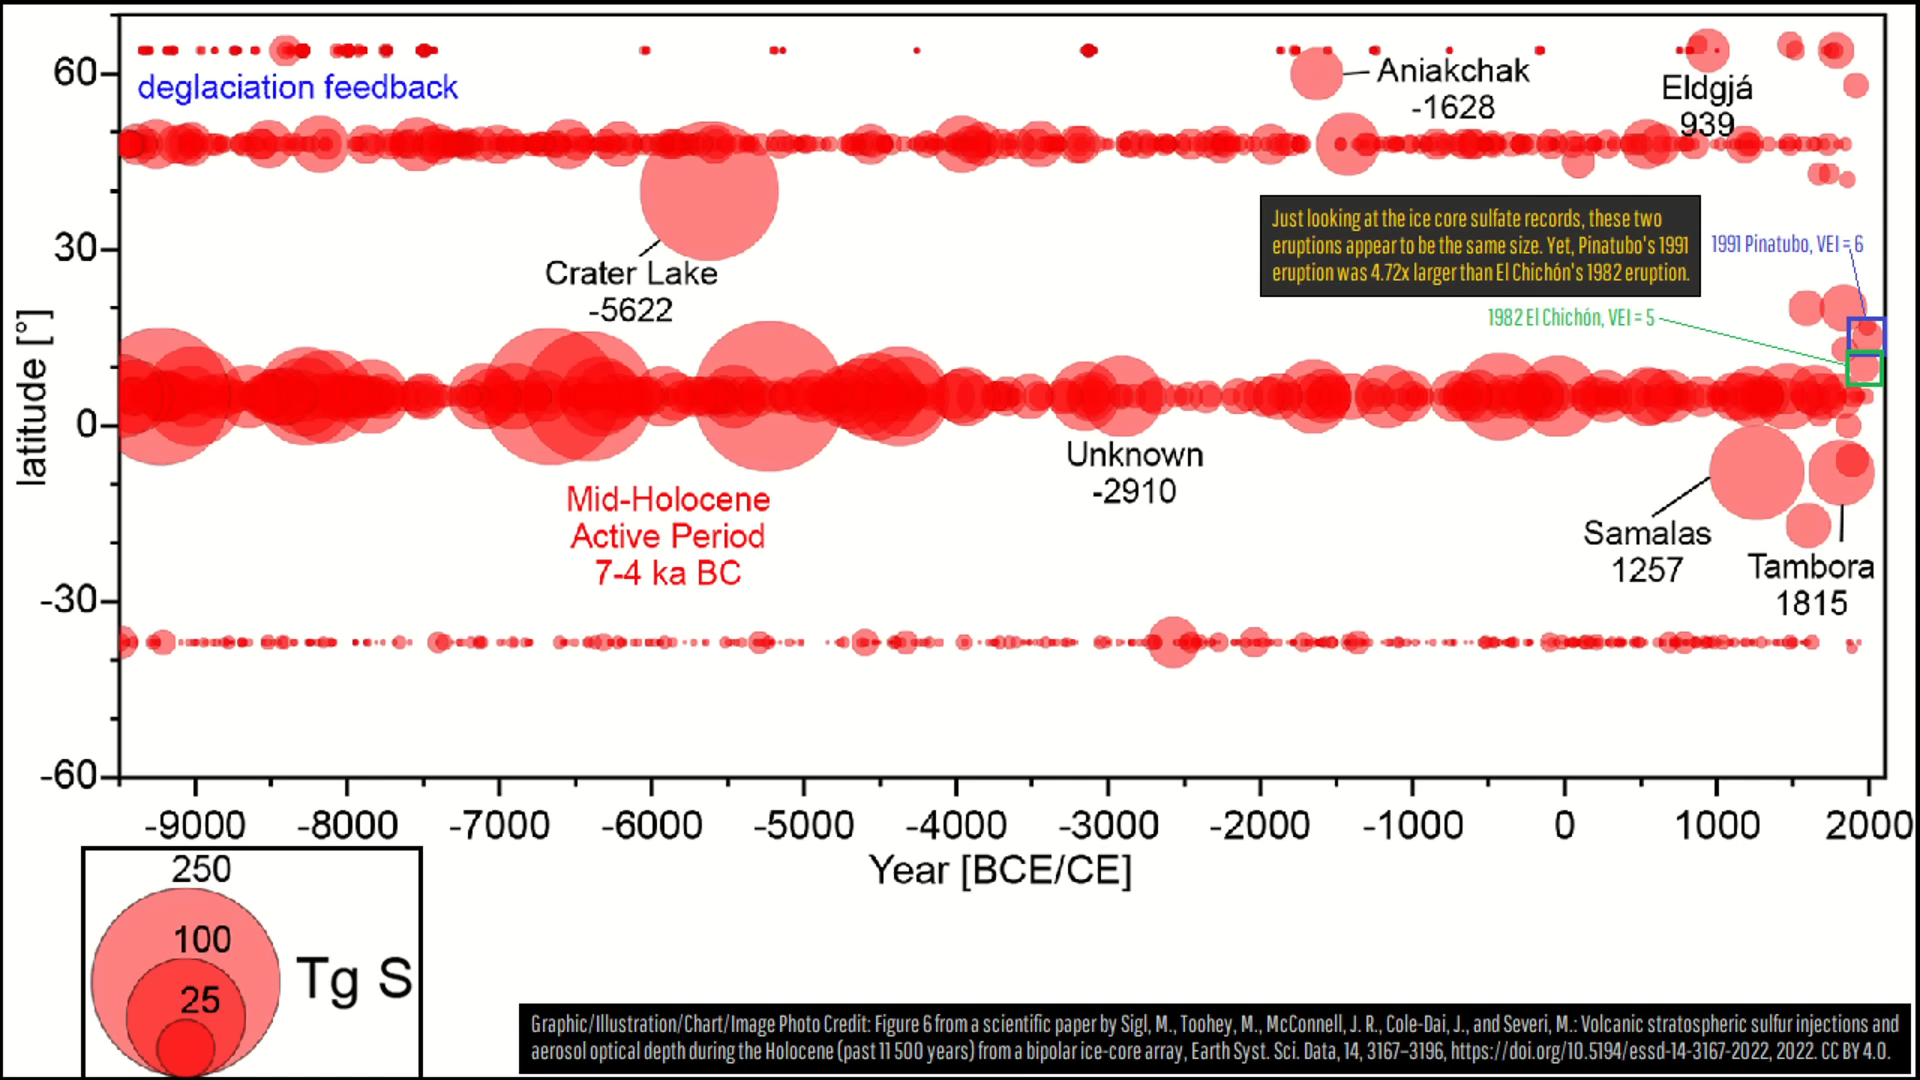 60
deglaciation feedback
Aniakchak
-1628
Eldgjá
939
30
Just looking at the ice core sulfate records, these two
eruptions appear to be the same size. Yet, Pinatubo's 1991
eruption was 4.72x larger than El Chichón's 1982 eruption.
1991 Pinatubo, VEI = 6
Crater Lake
-5622
1982 El Chichón, VEI = 5
latitude [°]
0
Unknown
-2910
Mid-Holocene
Active Period
7-4 ka BC
Samalas
1257
Tambora
1815
-30
-60
-9000 -8000 -7000 -6000 -5000 -4000 -3000 -2000 -1000 0 1000 2000
Year [BCE/CE]
250
100
25
Tg S
Graphic/Illustration/Chart/Image Photo Credit: Figure 6 from a scientific paper by Sigl, M., Toohey, M., McConnell, J. R., Cole-Dai, J., and Severi, M.: Volcanic stratospheric sulfur injections and
aerosol optical depth during the Holocene (past 11 500 years) from a bipolar ice-core array, Earth Syst. Sci. Data, 14, 3167–3196, https://doi.org/10.5194/essd-14-3167-2022, 2022. CC BY 4.0.